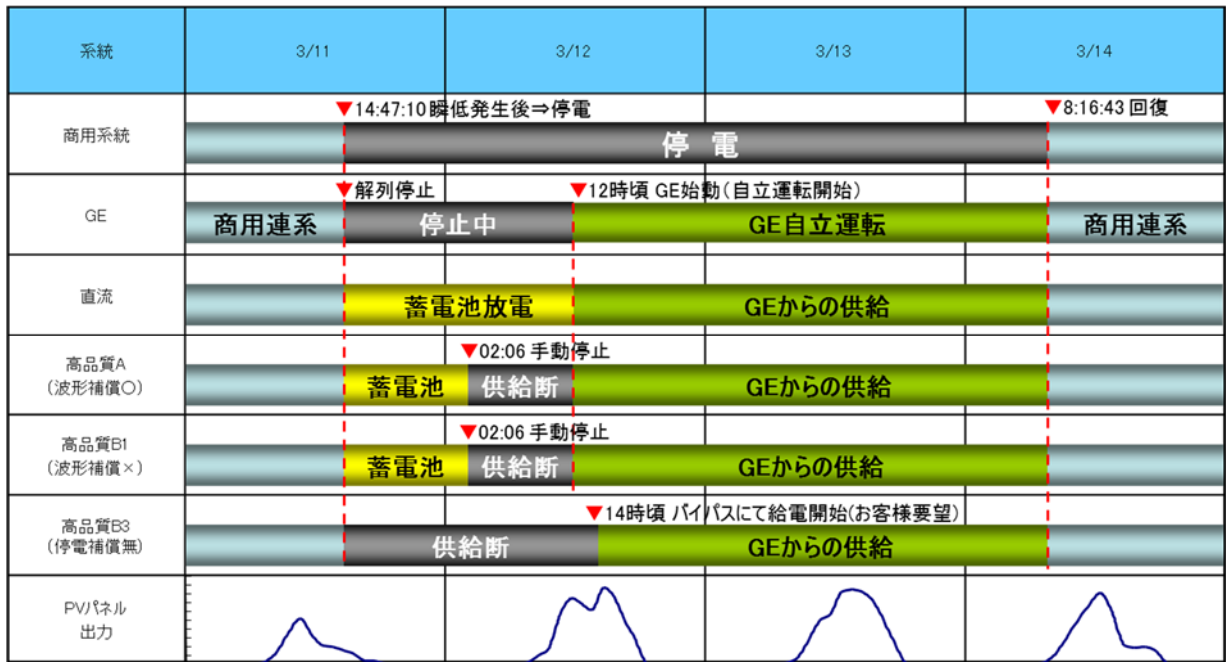 系統 3/11 3/12 3/13 3/14
商用系統
▼14:47:10 瞬低発生後⇒停電
▼8:16:43 回復
停 電
GE
▼解列停止
▼12時頃 GE始動(自立運転開始)
商用連系 停止中 GE自立運転 商用連系
直流
蓄電池放電 GEからの供給
高品質A
(波形補償○)
▼02:06 手動停止
蓄電池 供給断 GEからの供給
高品質B1
(波形補償×)
▼02:06 手動停止
蓄電池 供給断 GEからの供給
高品質B3
(停電補償無)
▼14時頃 バイパスにて給電開始(お客様要望)
供給断 GEからの供給
PVパネル
出力